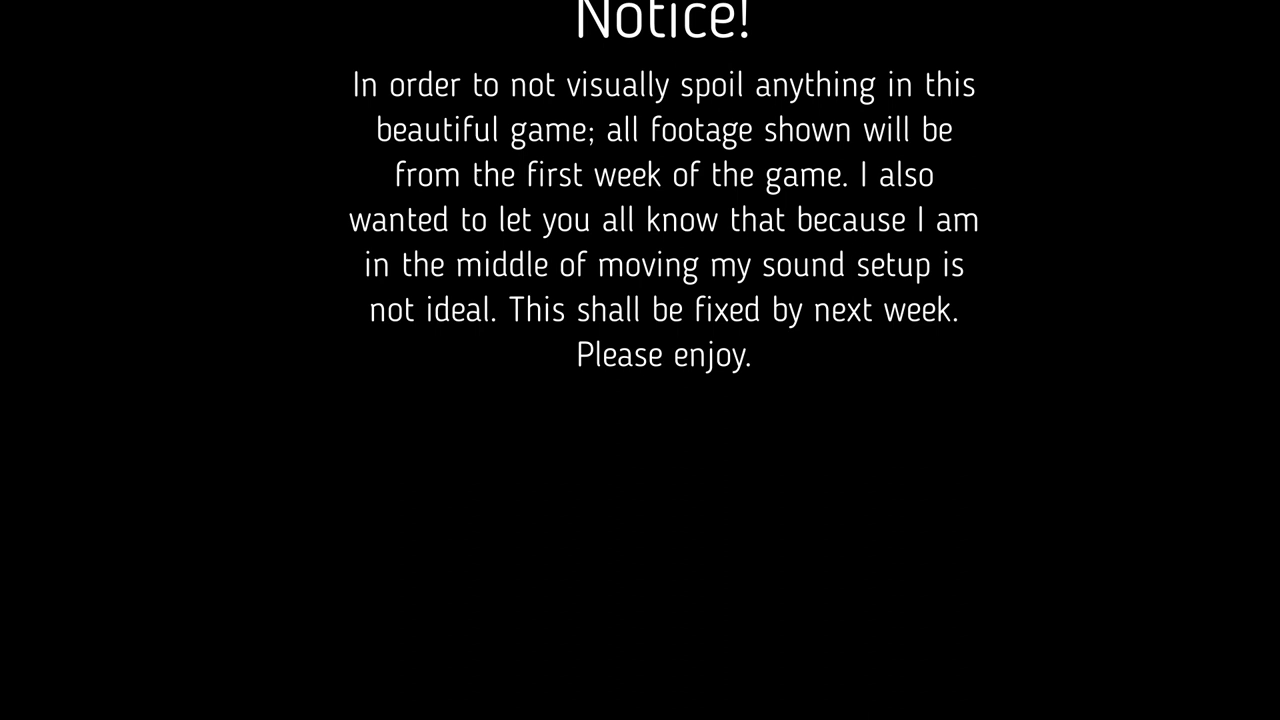 Notice!
In order to not visually spoil anything in this
beautiful game; all footage shown will be
from the first week of the game. I also
wanted to let you all know that because I am
in the middle of moving my sound setup is
not ideal. This shall be fixed by next week.
Please enjoy.